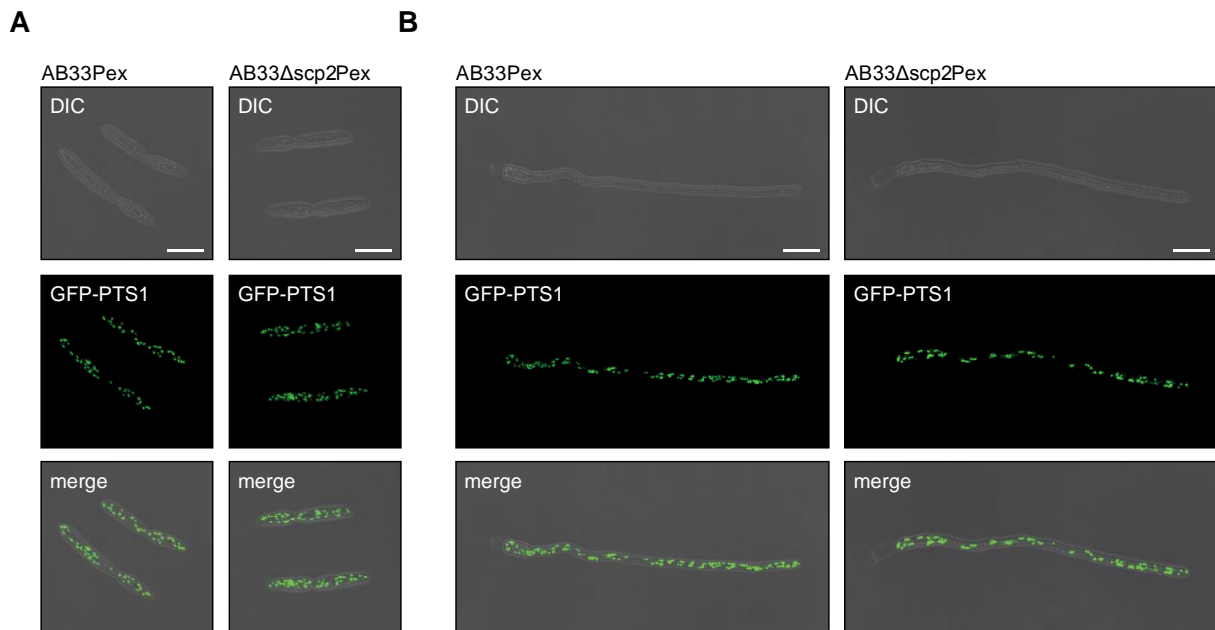 A
B
AB33Pex
AB33Δscp2Pex
AB33Pex
AB33Δscp2Pex
DIC
DIC
DIC
DIC
GFP-PTS1
GFP-PTS1
GFP-PTS1
GFP-PTS1
merge
merge
merge
merge